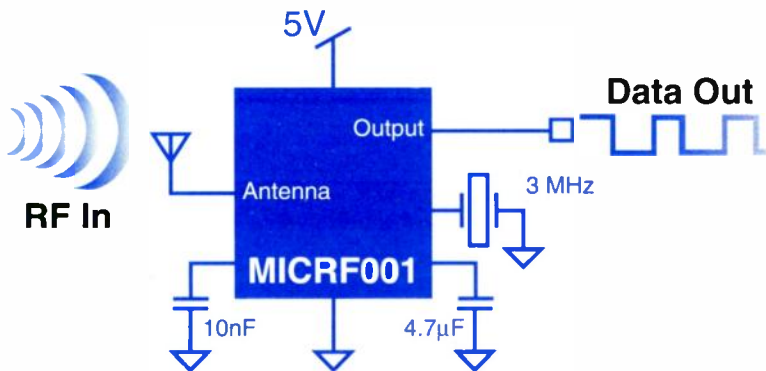 5V
Data Out
Output
Antenna
3 MHz
RF In
MICRF001
10nF
4.7µF